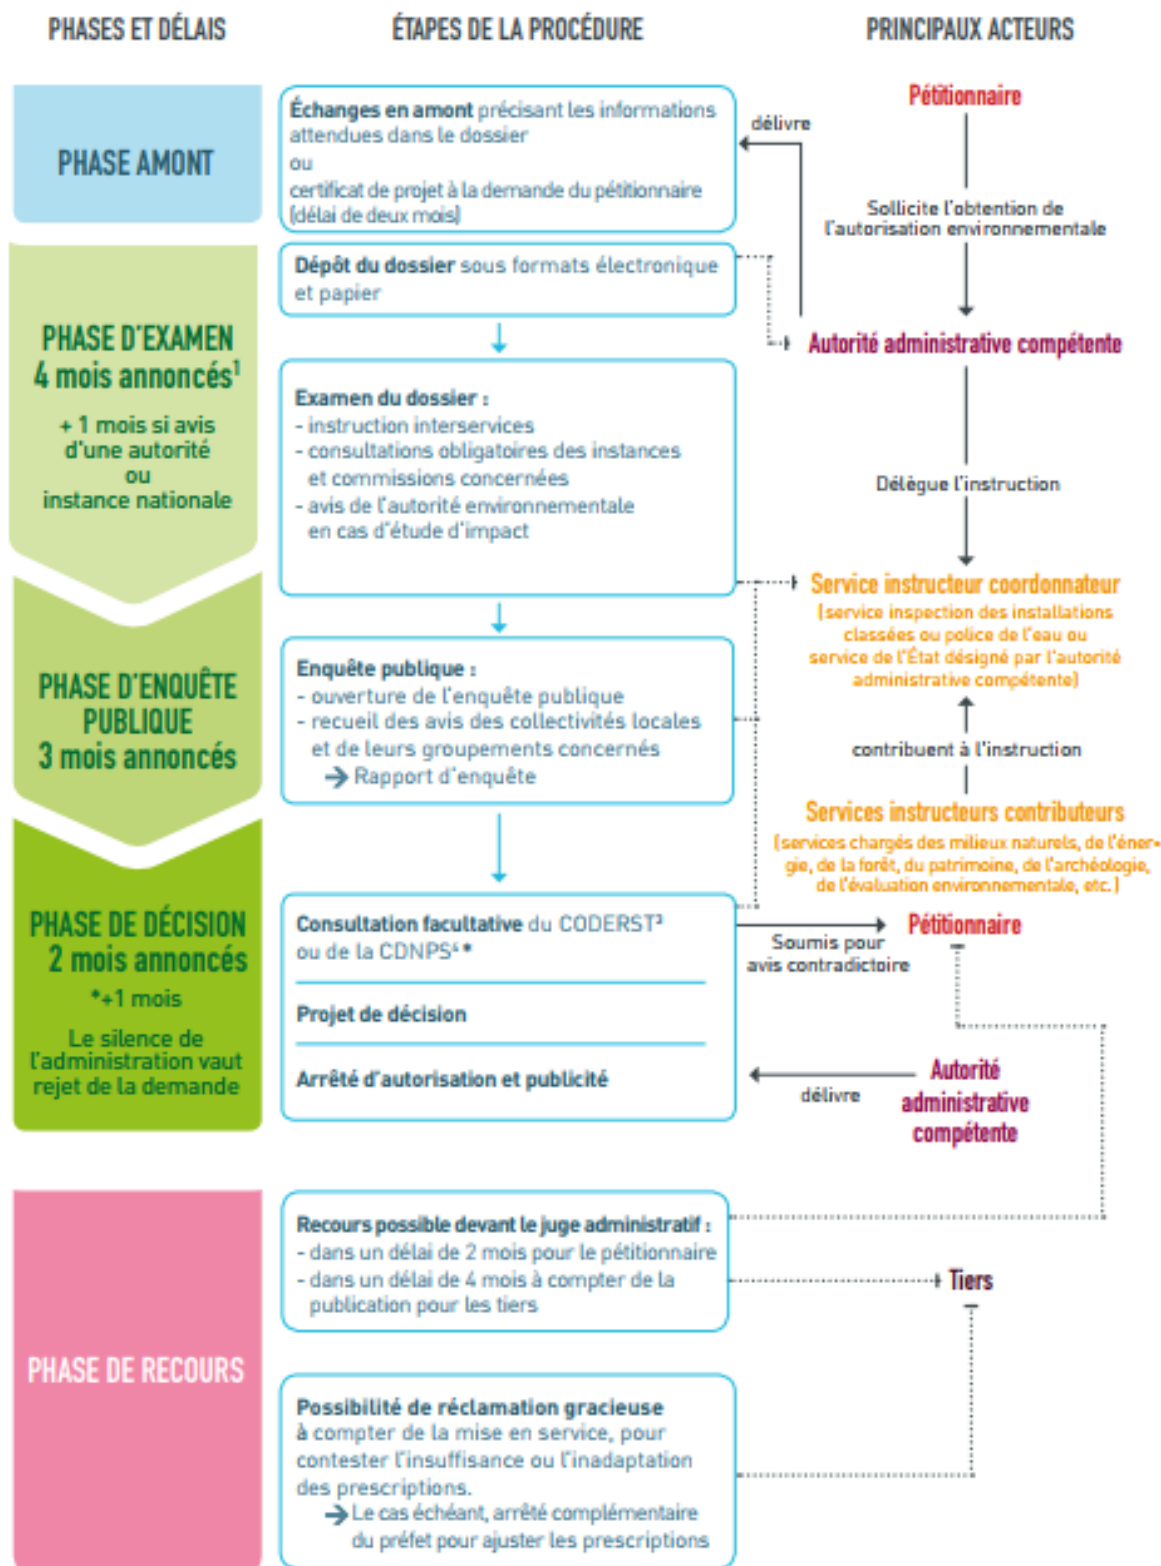 PHASES ET DÉLAIS
ÉTAPES DE LA PROCÉDURE
PRINCIPAUX ACTEURS
PHASE AMONT
Échanges en amont précisant les informations
attendues dans le dossier
ou
certificat de projet à la demande du pétitionnaire
(délai de deux mois)
délivre
Pétitionnaire
Sollicite l'obtention de
l'autorisation environnementale
PHASE D'EXAMEN
4 mois annoncés¹
+ 1 mois si avis
d'une autorité
ou
instance nationale
Dépôt du dossier sous formats électronique
et papier
Autorité administrative compétente
Examen du dossier :
- instruction interservices
- consultations obligatoires des instances
et commissions concernées
- avis de l'autorité environnementale
en cas d'étude d'impact
Délègue l'instruction
Service instructeur coordonnateur
(service inspection des installations
classées ou police de l'eau ou
service de l'État désigné par l'autorité
administrative compétente)
PHASE D'ENQUÊTE
PUBLIQUE
3 mois annoncés
Enquête publique :
- ouverture de l'enquête publique
- recueil des avis des collectivités locales
et de leurs groupements concernés
→ Rapport d'enquête
contribuent à l'instruction
Services instructeurs contributeurs
(services chargés des milieux naturels, de l'éner-
gie, de la forêt, du patrimoine, de l'archéologie,
de l'évaluation environnementale, etc.)
PHASE DE DÉCISION
2 mois annoncés
*+1 mois
Le silence de
l'administration vaut
rejet de la demande
Consultation facultative du CODERST³
ou de la CDNPS⁴*
Projet de décision
Arrêté d'autorisation et publicité
Soumis pour
avis contradictoire
Pétitionnaire
délivre
Autorité
administrative
compétente
PHASE DE RECOURS
Recours possible devant le juge administratif :
- dans un délai de 2 mois pour le pétitionnaire
- dans un délai de 4 mois à compter de la
publication pour les tiers
Tiers
Possibilité de réclamation gracieuse
à compter de la mise en service, pour
contester l'insuffisance ou l'inadaptation
des prescriptions.
→ Le cas échéant, arrêté complémentaire
du préfet pour ajuster les prescriptions